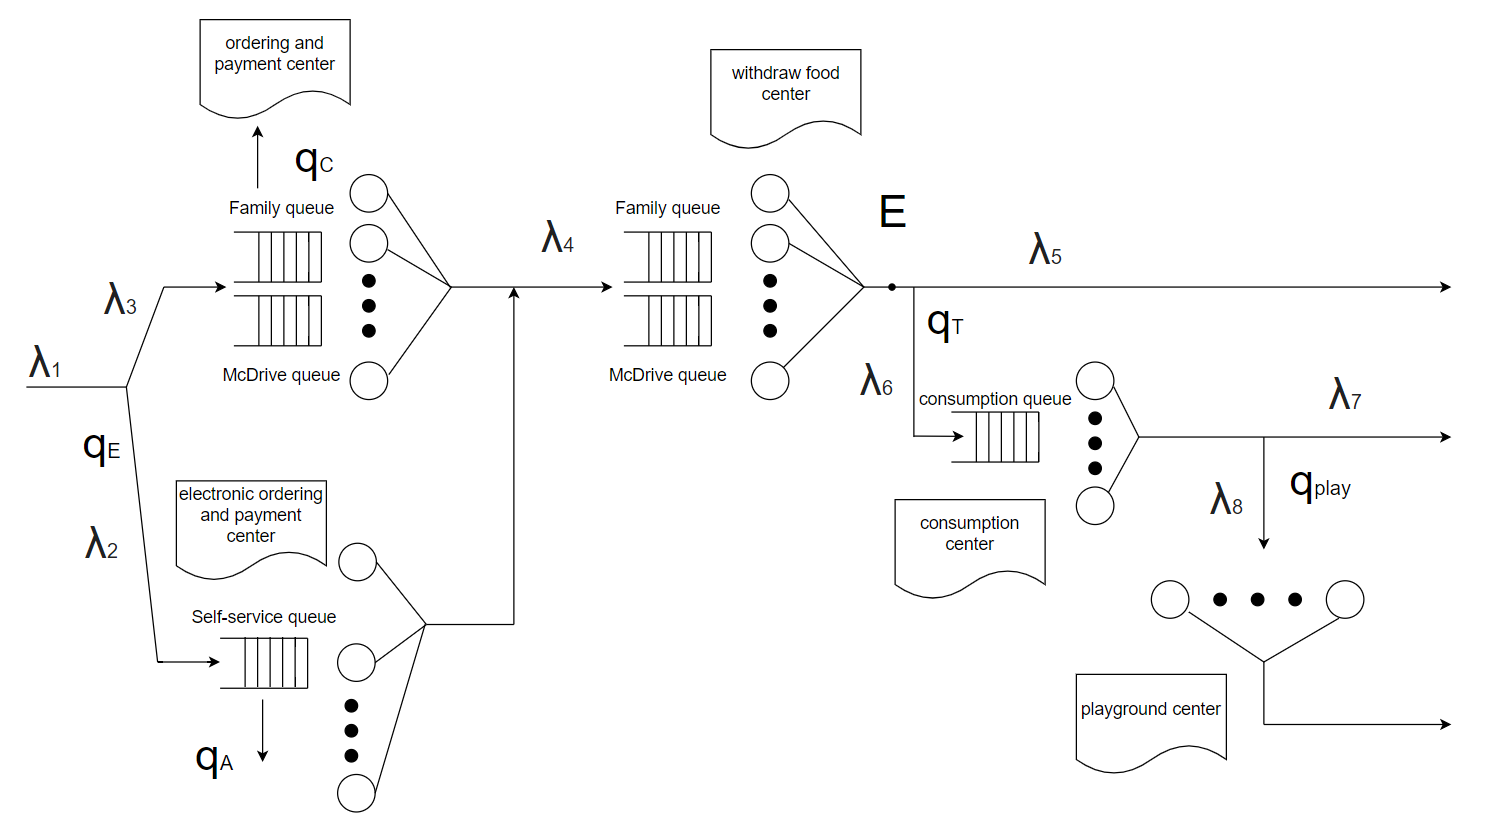 ordering and
payment center
withdraw food
center
qC
Family queue
Family queue
E
λ4
λ5
λ3
qT
λ1
McDrive queue
McDrive queue
λ6
consumption queue
λ7
qE
electronic ordering
and payment
center
qplay
λ8
λ2
consumption
center
Self-service queue
qA
playground center